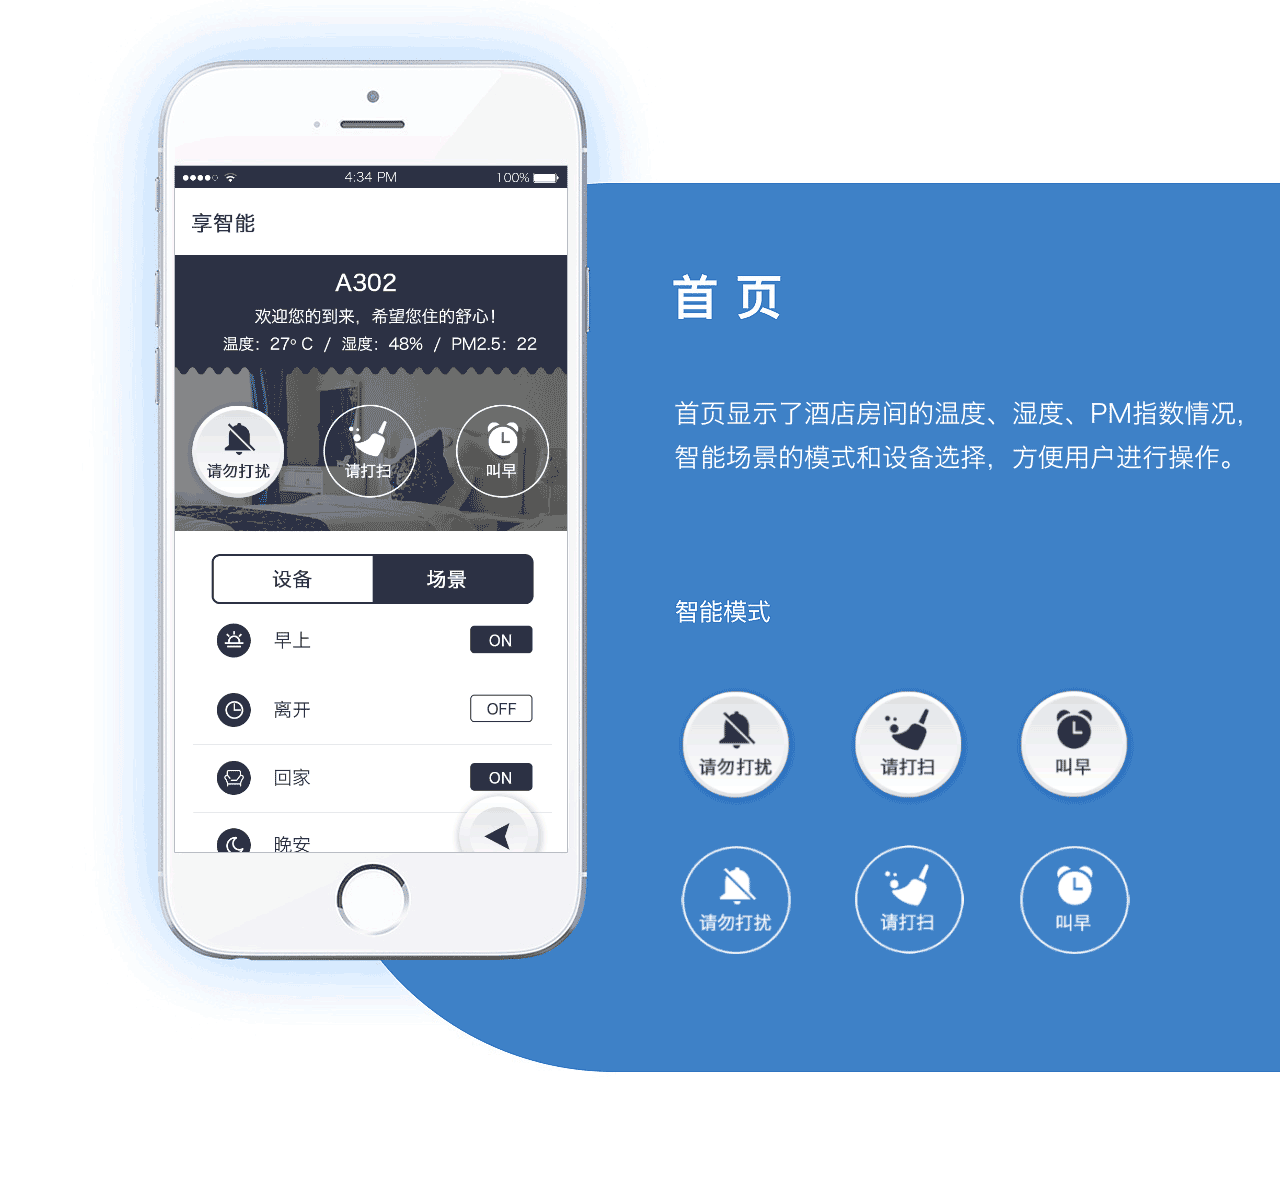 4:34 PM 100%
享智能
A302
欢迎您的到来，希望您住的舒心！
温度：27° C / 湿度：48% / PM2.5：22
请勿打扰 请打扫 叫早
设备 场景
早上 ON
离开 OFF
回家 ON
晚安
首 页
首页显示了酒店房间的温度、湿度、PM指数情况，
智能场景的模式和设备选择，方便用户进行操作。
智能模式
请勿打扰 请打扫 叫早
请勿打扰 请打扫 叫早